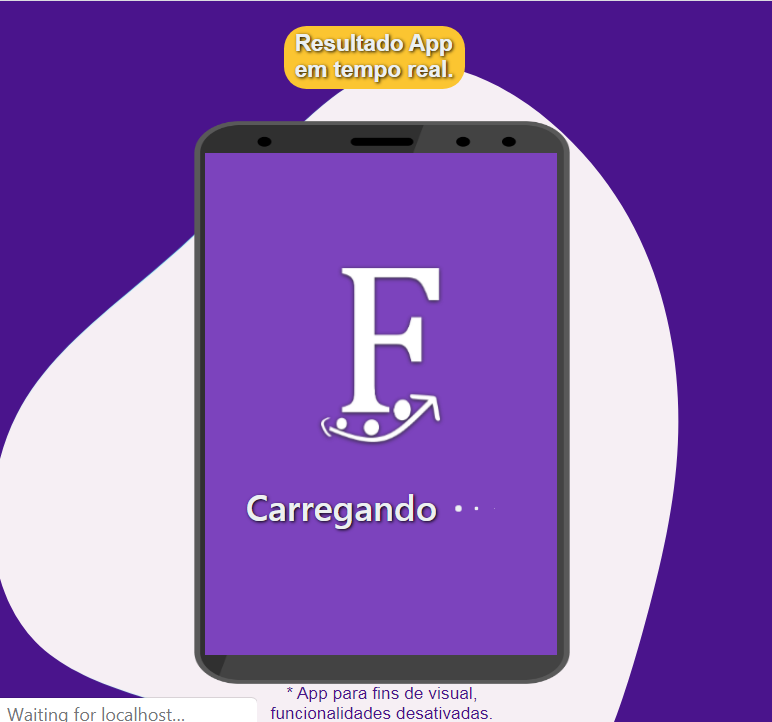 Resultado App
em tempo real.
F
Carregando
* App para fins de visual,
funcionalidades desativadas.
Waiting for localhost...